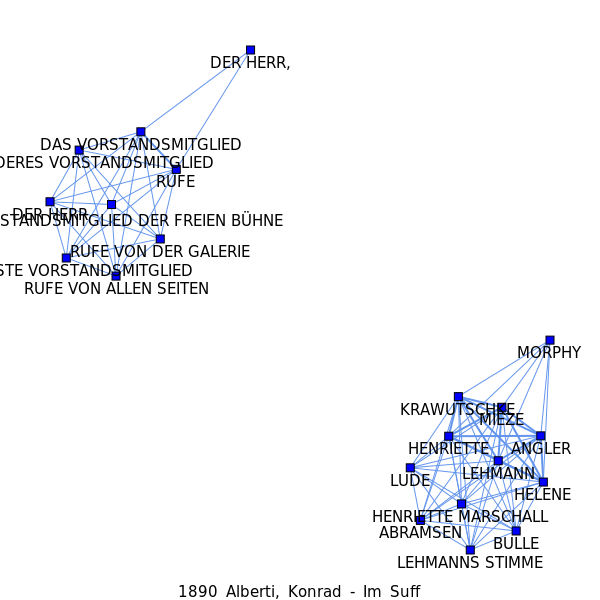 DER HERR,
DAS VORSTANDSMITGLIED
DERES VORSTANDSMITGLIED
RUFE
DER HERR
STANDSMITGLIED DER FREIEN BÜHNE
RUFE VON DER GALERIE
STE VORSTANDSMITGLIED
RUFE VON ALLEN SEITEN
MORPHY
KRAWUTSCHKE
MIEZE
HENRIETTE
ANGLER
LEHMANN
LUDE
HELENE
HENRIETTE MARSCHALL
ABRAMSEN
BULLE
LEHMANNS STIMME
1890 Alberti, Konrad - Im Suff